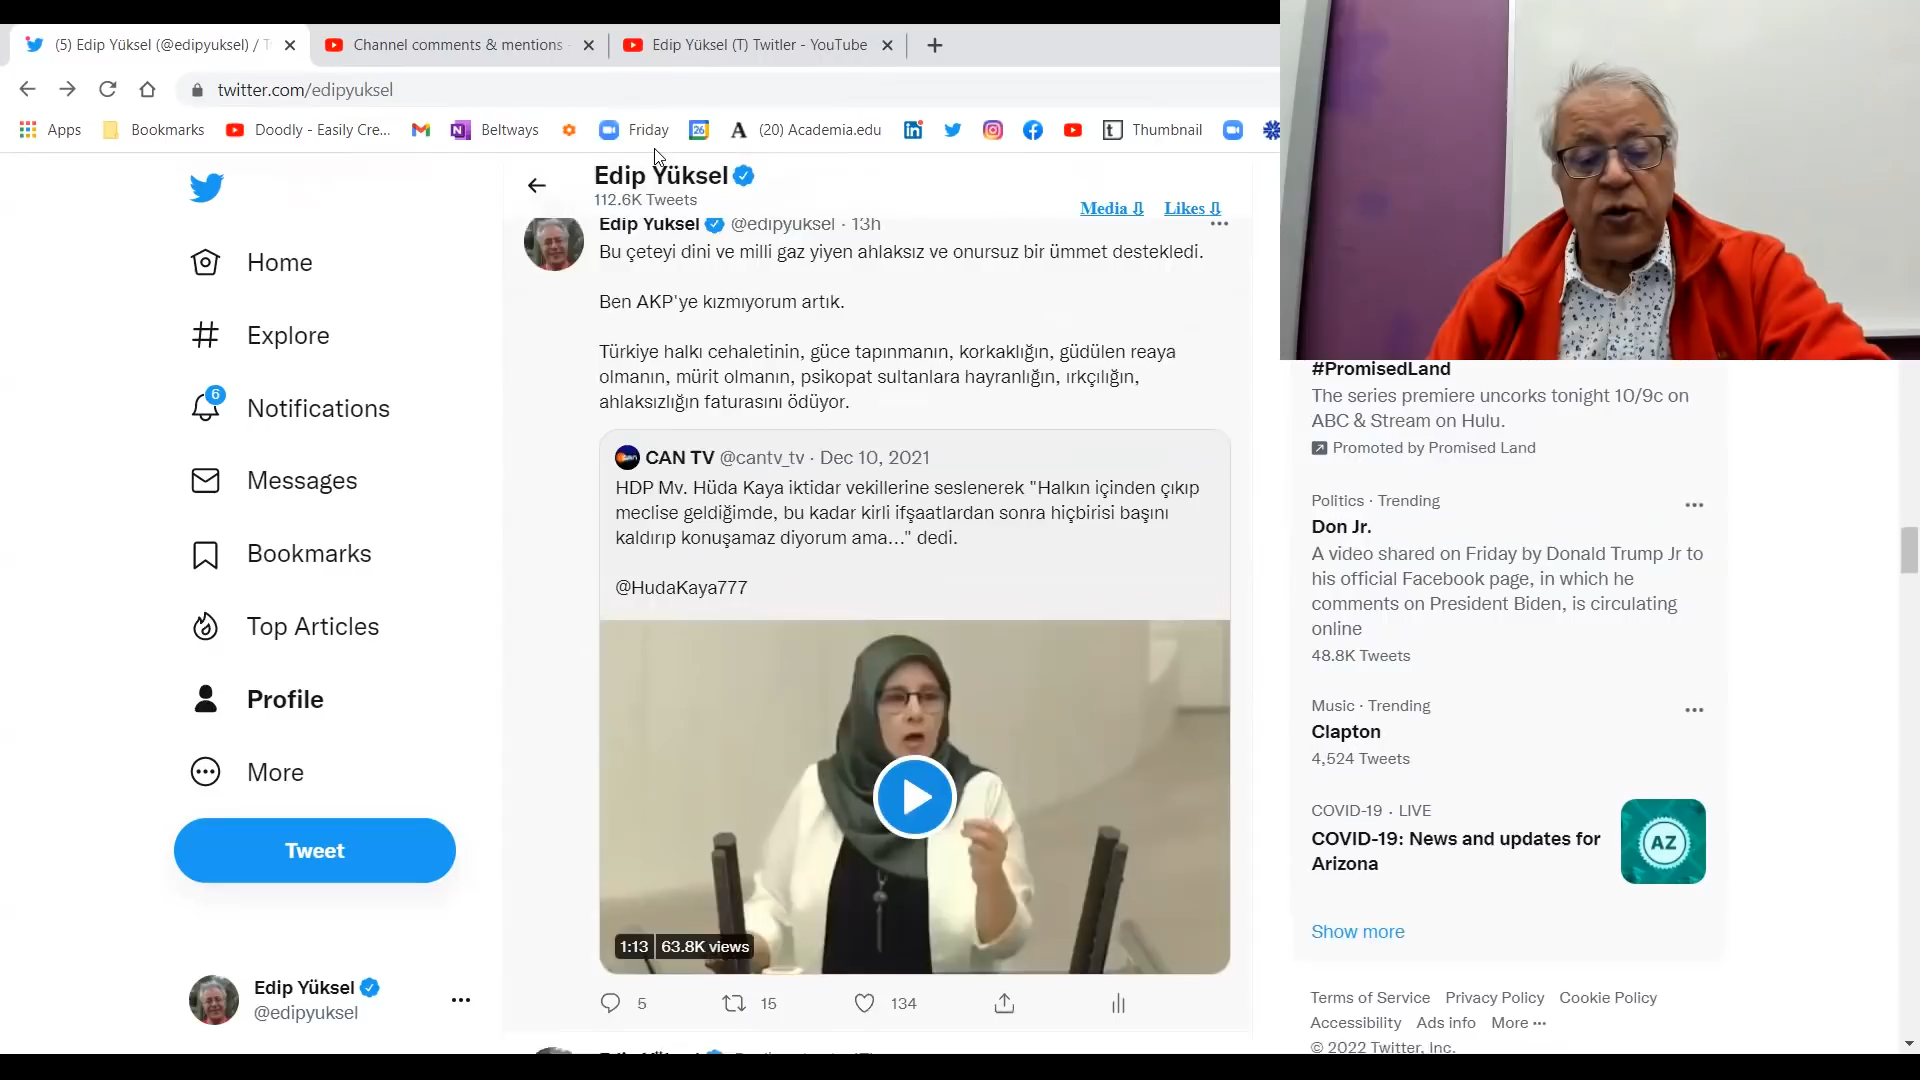 (5) Edip Yüksel (@edipyuksel) / T
Channel comments & mentions
Edip Yüksel (T) Twitler - YouTube
twitter.com/edipyuksel
Apps
Bookmarks
Doodly - Easily Cre...
Beltways
Friday
26
(20) Academia.edu
Thumbnail
Edip Yüksel
112.6K Tweets
Media ⇩
Likes ⇩
Home
Explore
6
Notifications
Messages
Bookmarks
Top Articles
Profile
More
Tweet
Edip Yüksel
@edipyuksel
Edip Yuksel @edipyuksel · 13h
Bu çeteyi dini ve milli gaz yiyen ahlaksız ve onursuz bir ümmet destekledi.
Ben AKP'ye kızmıyorum artık.
Türkiye halkı cehaletinin, güce tapınmanın, korkaklığın, güdülen reaya
olmanın, mürit olmanın, psikopat sultanlara hayranlığın, ırkçılığın,
ahlaksızlığın faturasını ödüyor.
CAN TV @cantv_tv · Dec 10, 2021
HDP Mv. Hüda Kaya iktidar vekillerine seslenerek "Halkın içinden çıkıp
meclise geldiğimde, bu kadar kirli ifşaatlardan sonra hiçbirisi başını
kaldırıp konuşamaz diyorum ama..." dedi.
@HudaKaya777
1:13
63.8K views
5
15
134
#PromisedLand
The series premiere uncorks tonight 10/9c on
ABC & Stream on Hulu.
Promoted by Promised Land
Politics · Trending
Don Jr.
A video shared on Friday by Donald Trump Jr to
his official Facebook page, in which he
comments on President Biden, is circulating
online
48.8K Tweets
Music · Trending
Clapton
4,524 Tweets
COVID-19 · LIVE
COVID-19: News and updates for
Arizona
AZ
Show more
Terms of Service Privacy Policy Cookie Policy
Accessibility Ads info More ···
© 2022 Twitter, Inc.